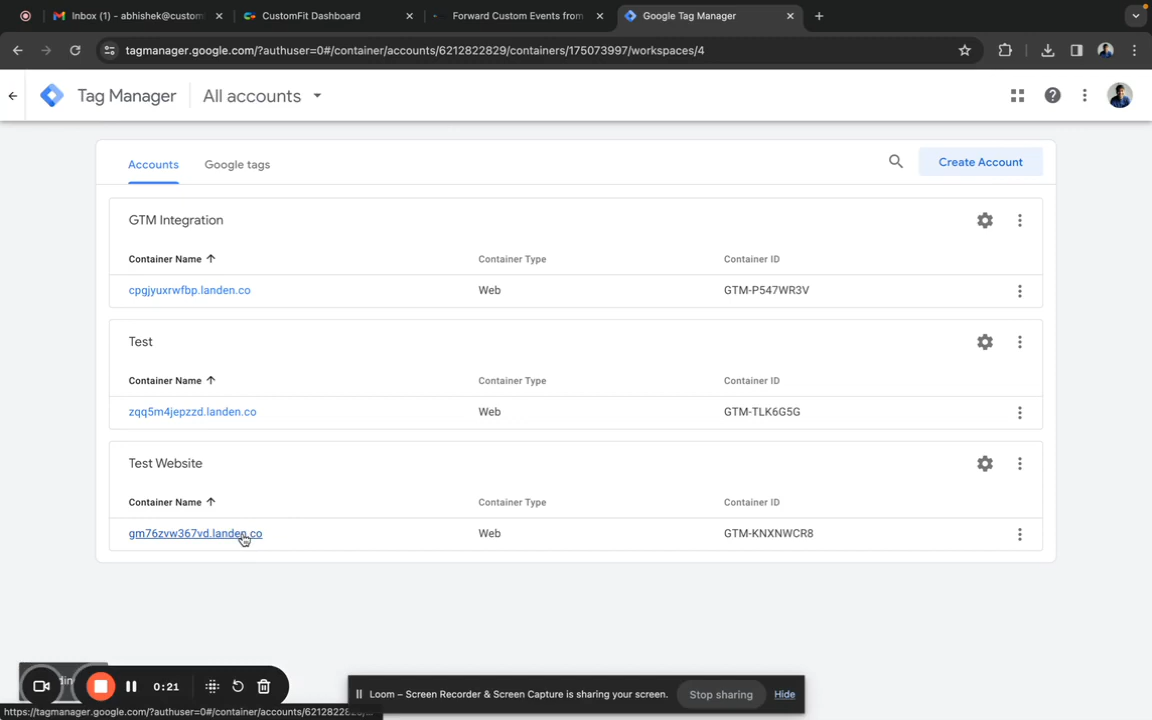 Inbox (1) - abhishek@custom
CustomFit Dashboard
Forward Custom Events from
Google Tag Manager
tagmanager.google.com/?authuser=0#/container/accounts/6212822829/containers/175073997/workspaces/4
Tag Manager
All accounts
Accounts
Google tags
Create Account
GTM Integration
Container Name
Container Type
Container ID
cpgjyuxrwfbp.landen.co
Web
GTM-P547WR3V
Test
Container Name
Container Type
Container ID
zqq5m4jepzzd.landen.co
Web
GTM-TLK6G5G
Test Website
Container Name
Container Type
Container ID
gm76zvw367vd.landen.co
Web
GTM-KNXNWCR8
0:21
Loom – Screen Recorder & Screen Capture is sharing your screen.
Stop sharing
Hide
https://tagmanager.google.com/?authuser=0#/container/accounts/62128228